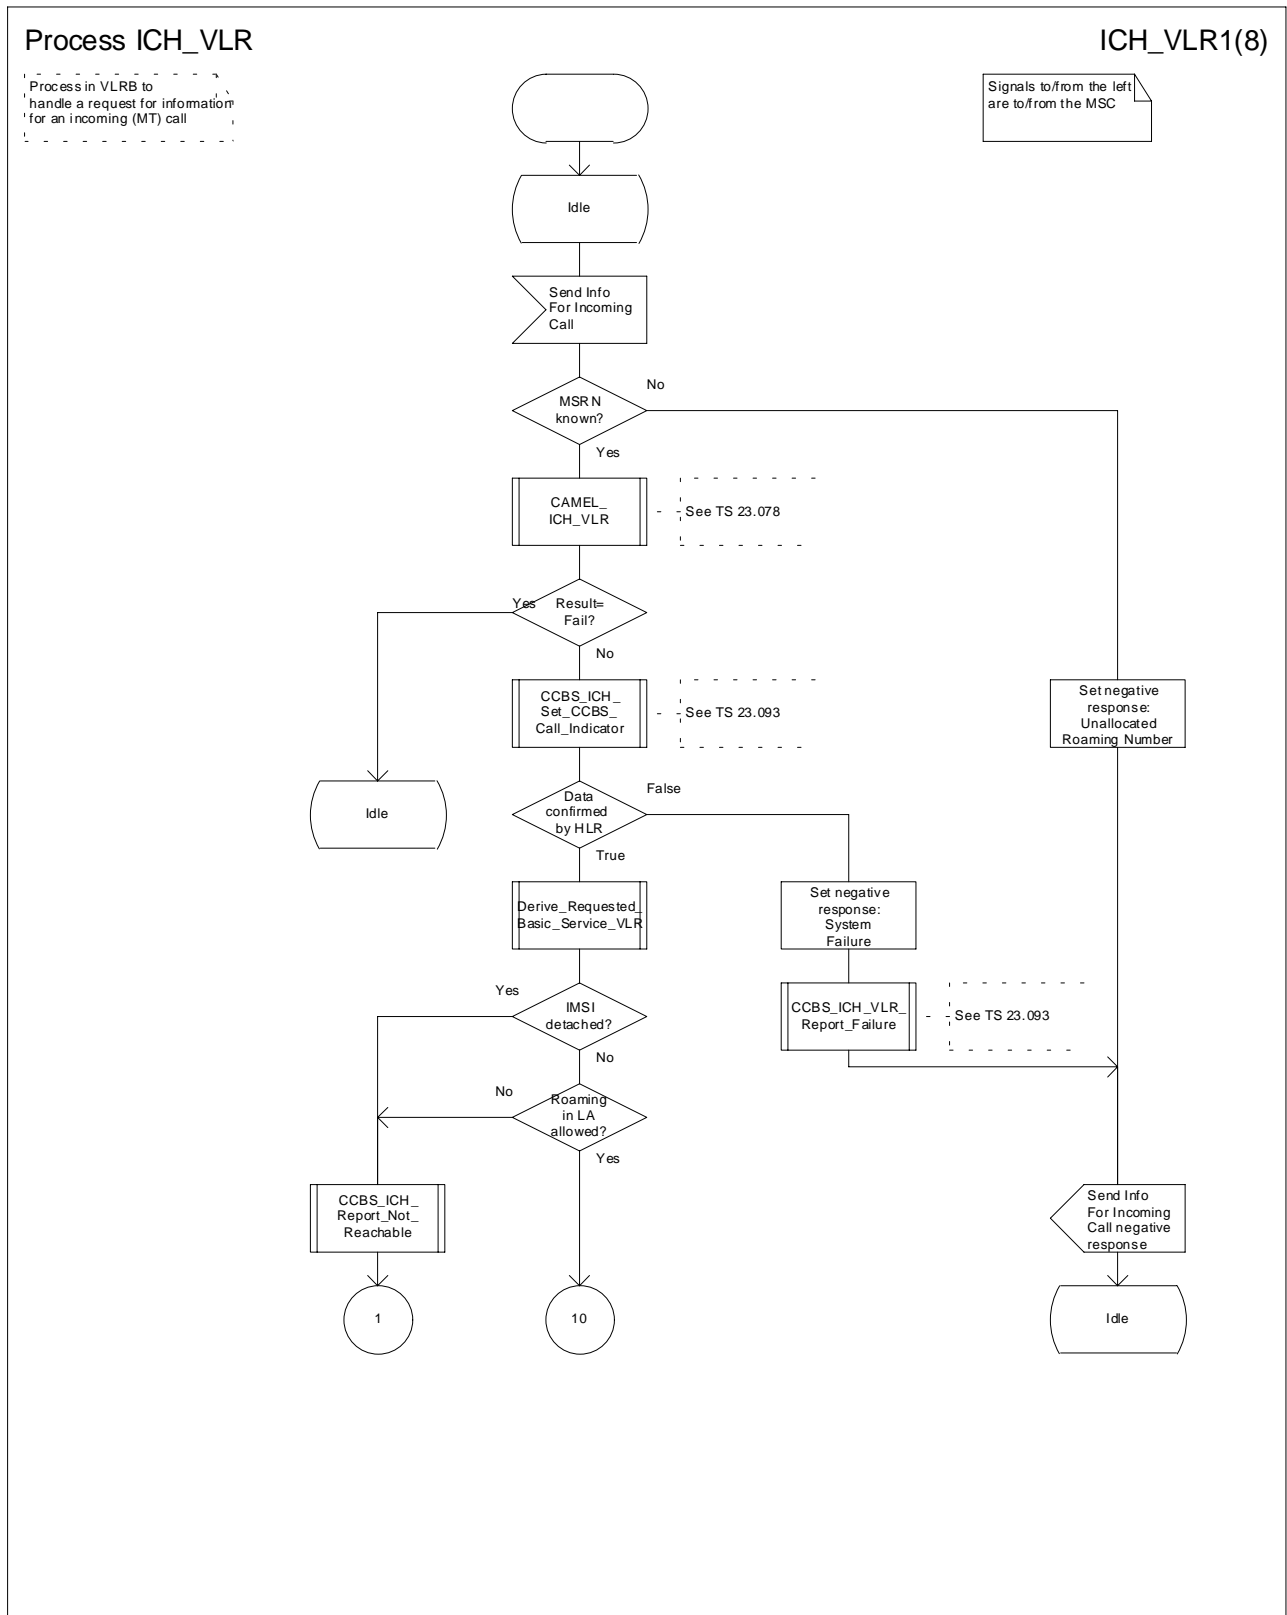 Process ICH_VLR
ICH_VLR1(8)
Process in VLRB to
handle a request for information
for an incoming (MT) call
Signals to/from the left
are to/from the MSC
Idle
Send Info
For Incoming
Call
No
MSRN
known?
Yes
CAMEL_
ICH_VLR
See TS 23.078
Yes
Result=
Fail?
No
CCBS_ICH_
Set_CCBS_
Call_Indicator
See TS 23.093
Set negative
response:
Unallocated
Roaming Number
Idle
Data
confirmed
by HLR
False
True
Derive_Requested_
Basic_Service_VLR
Set negative
response:
System
Failure
Yes
IMSI
detached?
No
CCBS_ICH_VLR_
Report_Failure
See TS 23.093
No
Roaming
in LA
allowed?
Yes
CCBS_ICH_
Report_Not_
Reachable
Send Info
For Incoming
Call negative
response
1
10
Idle